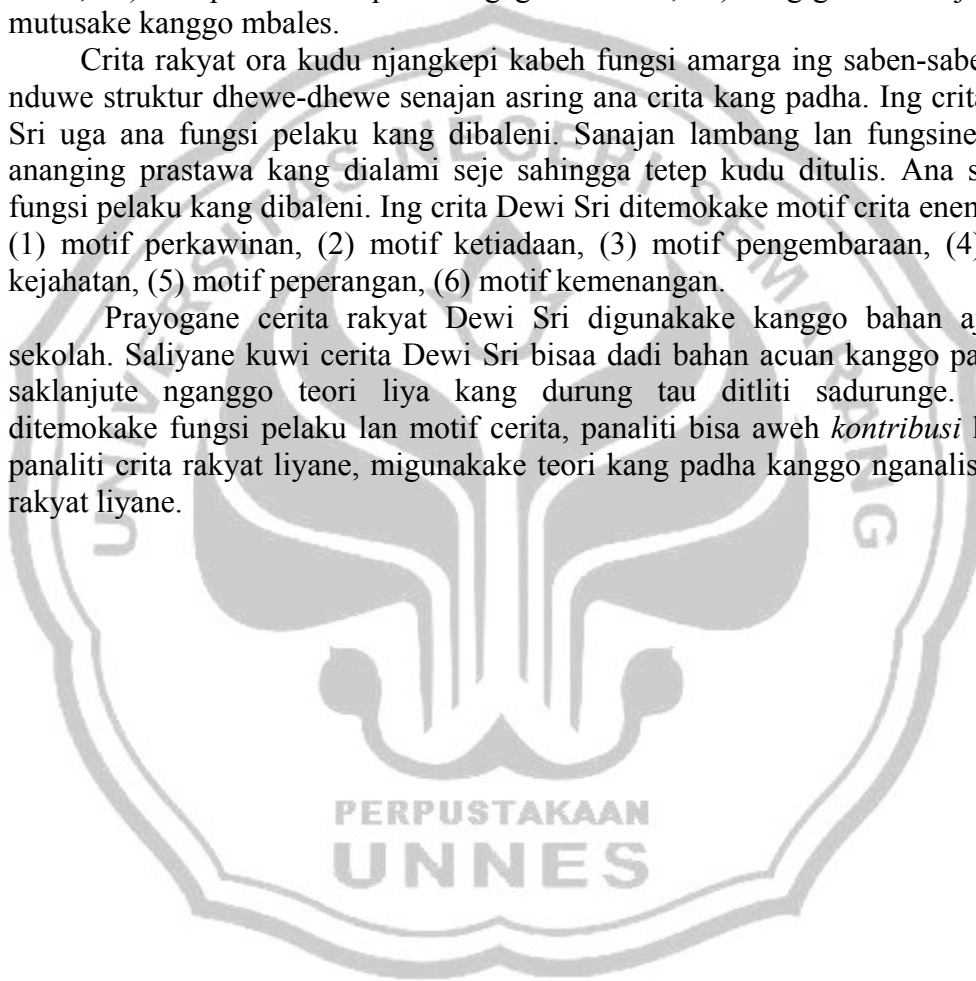 mutusake kanggo mbales.
Crita rakyat ora kudu njangkepi kabeh fungsi amarga ing saben-sabe
nduwe struktur dhewe-dhewe senajan asring ana crita kang padha. Ing crita
Sri uga ana fungsi pelaku kang dibaleni. Sanajan lambang lan fungsine
ananging prastawa kang dialami seje sahingga tetep kudu ditulis. Ana s
fungsi pelaku kang dibaleni. Ing crita Dewi Sri ditemokake motif crita enem
(1) motif perkawinan, (2) motif ketiadaan, (3) motif pengembaraan, (4)
kejahatan, (5) motif peperangan, (6) motif kemenangan.
Prayogane cerita rakyat Dewi Sri digunakake kanggo bahan aj
sekolah. Saliyane kuwi cerita Dewi Sri bisaa dadi bahan acuan kanggo pa
saklanjute nganggo teori liya kang durung tau ditliti sadurunge.
ditemokake fungsi pelaku lan motif cerita, panaliti bisa aweh kontribusi
panaliti crita rakyat liyane, migunakake teori kang padha kanggo nganalis
rakyat liyane.
UNIVERSITAS NEGERI SEMARANG
PERPUSTAKAAN
UNNES